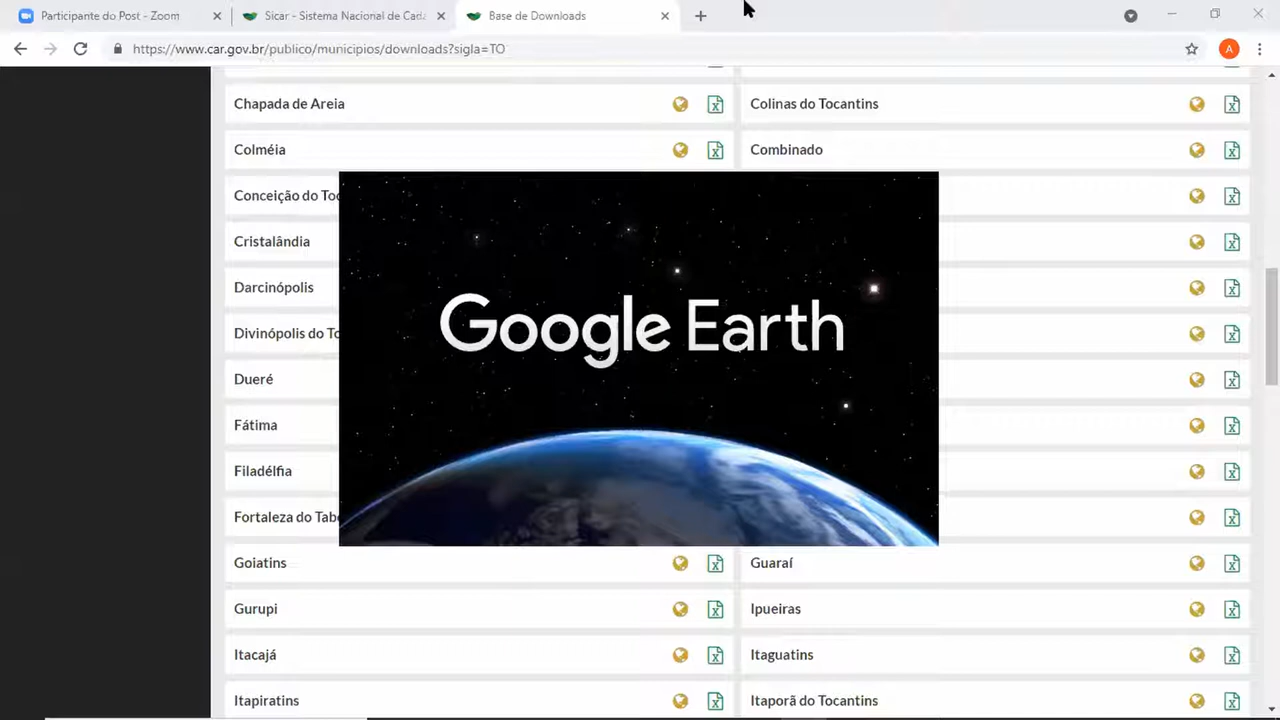 Participante do Post - Zoom
Sicar - Sistema Nacional de Cada
Base de Downloads
https://www.car.gov.br/publico/municipios/downloads?sigla=TO
A
Chapada de Areia
Colinas do Tocantins
Colméia
Combinado
Conceição do Toc
Cristalândia
Darcinópolis
Divinópolis do To
Dueré
Fátima
Filadélfia
Fortaleza do Tab
Google Earth
Goiatins
Guaraí
Gurupi
Ipueiras
Itacajá
Itaguatins
Itapiratins
Itaporã do Tocantins